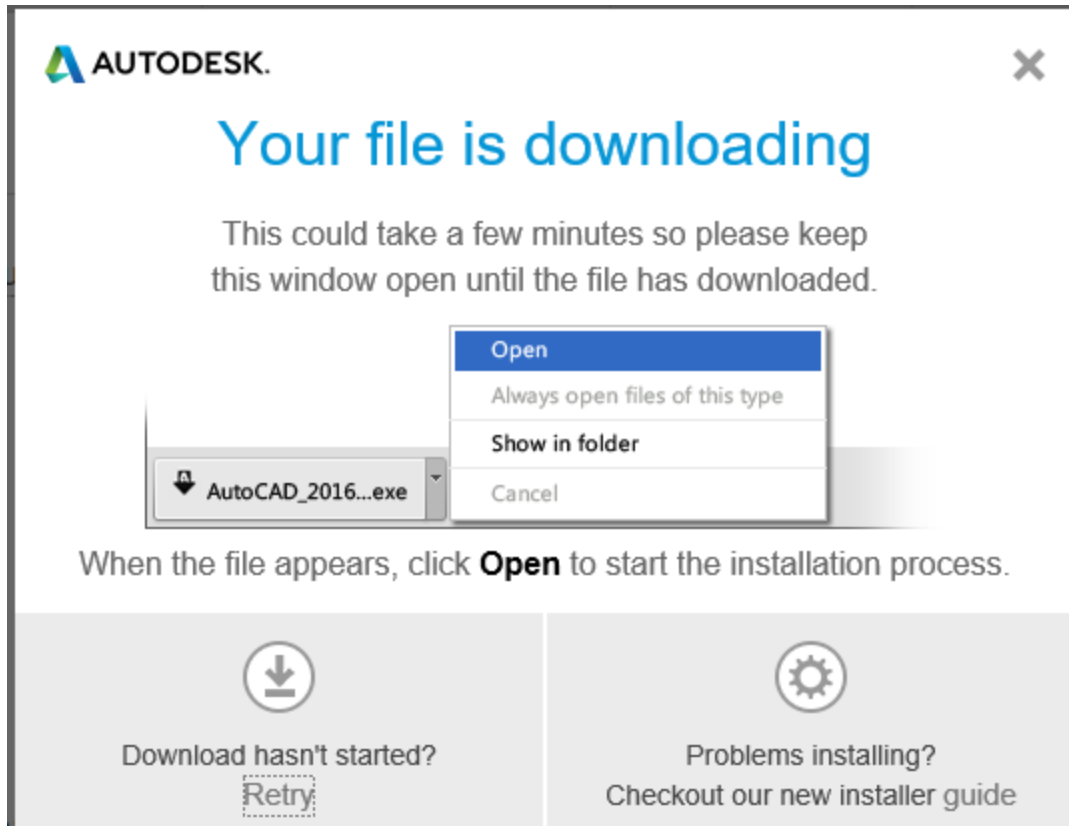 AUTODESK.
Your file is downloading
This could take a few minutes so please keep
this window open until the file has downloaded.
Open
Always open files of this type
Show in folder
AutoCAD_2016...exe
Cancel
When the file appears, click Open to start the installation process.
Download hasn't started?
Retry
Problems installing?
Checkout our new installer guide